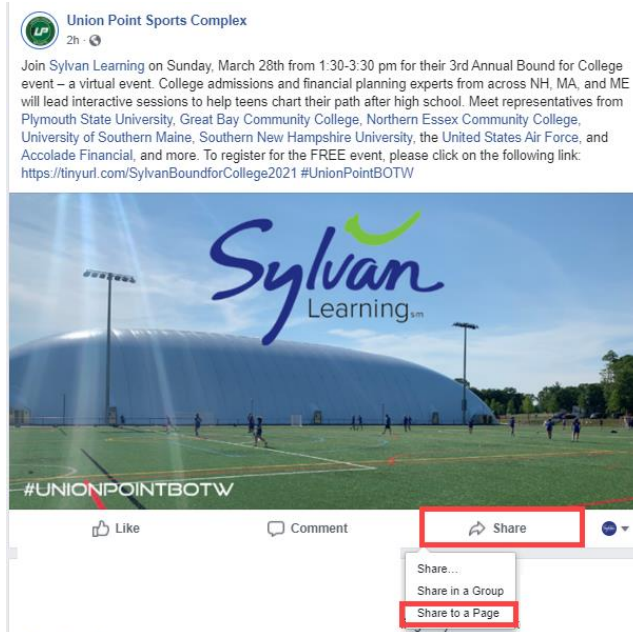 Union Point Sports Complex
2h ·
Join Sylvan Learning on Sunday, March 28th from 1:30-3:30 pm for their 3rd Annual Bound for College
event – a virtual event. College admissions and financial planning experts from across NH, MA, and ME
will lead interactive sessions to help teens chart their path after high school. Meet representatives from
Plymouth State University, Great Bay Community College, Northern Essex Community College,
University of Southern Maine, Southern New Hampshire University, the United States Air Force, and
Accolade Financial, and more. To register for the FREE event, please click on the following link:
https://tinyurl.com/SylvanBoundforCollege2021 #UnionPointBOTW
Sylvan
Learning℠
#UNIONPOINTBOTW
Like Comment Share
Share...
Share in a Group
Share to a Page